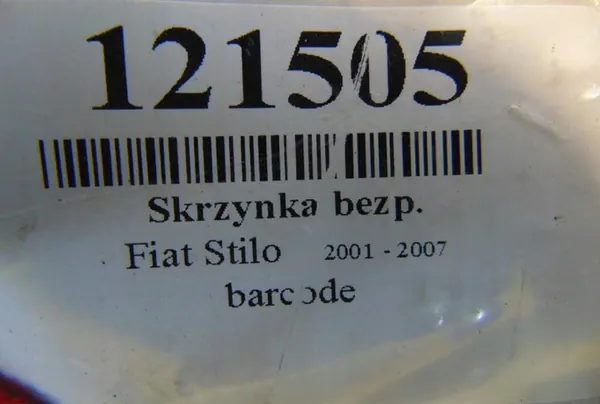 121505
Skrzynka bezp.
Fiat Stilo 2001 - 2007
barcode